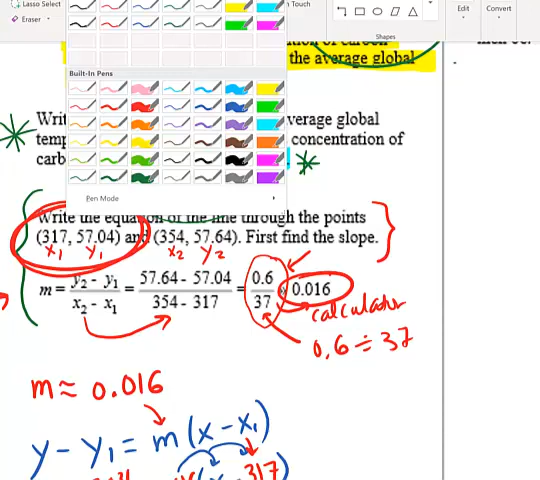 Lasso Select
Eraser
Touch
Shapes
Edit
Convert
the average global
Built-In Pens
verage global
temp
concentration of
carb
Pen Mode
Write the equation of the line through the points
(317, 57.04) and (354, 57.64). First find the slope.
x₁ y₁ x₂ y₂
m = y₂ - y₁ / x₂ - x₁ = 57.64 - 57.04 / 354 - 317 = 0.6 / 37 ≈ 0.016
calculator
0.6 ÷ 37
m ≈ 0.016
y - y₁ = m(x - x₁)
317)